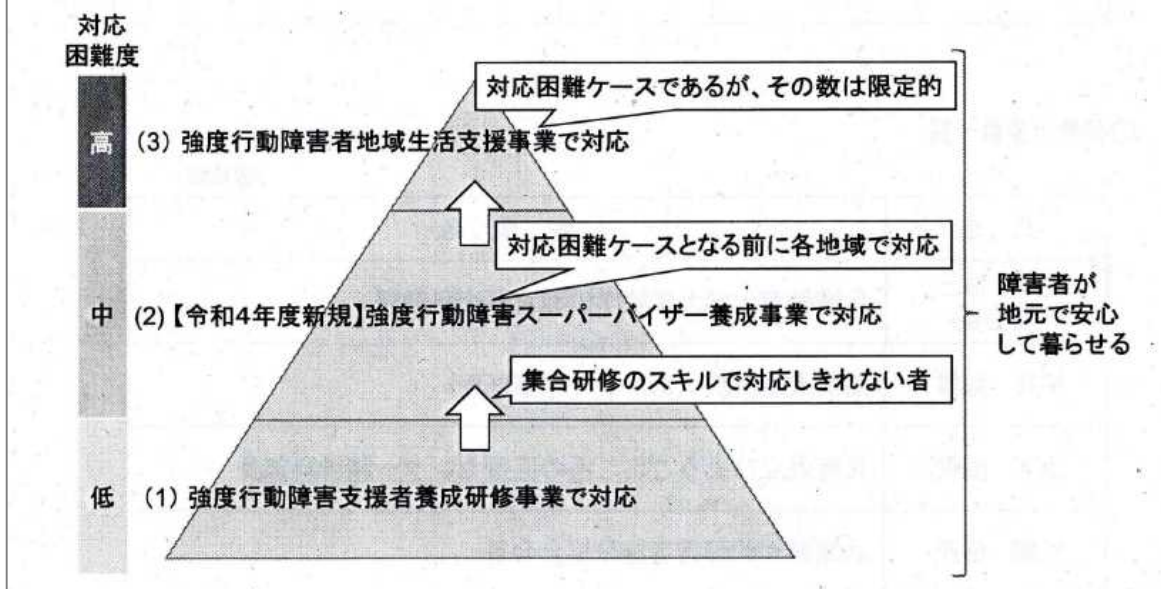 対応
困難度
対応困難ケースであるが、その数は限定的
高
(3) 強度行動障害者地域生活支援事業で対応
対応困難ケースとなる前に各地域で対応
中
(2)【令和4年度新規】強度行動障害スーパーバイザー養成事業で対応
障害者が
地元で安心
して暮らせる
集合研修のスキルで対応しきれない者
低
(1) 強度行動障害支援者養成研修事業で対応